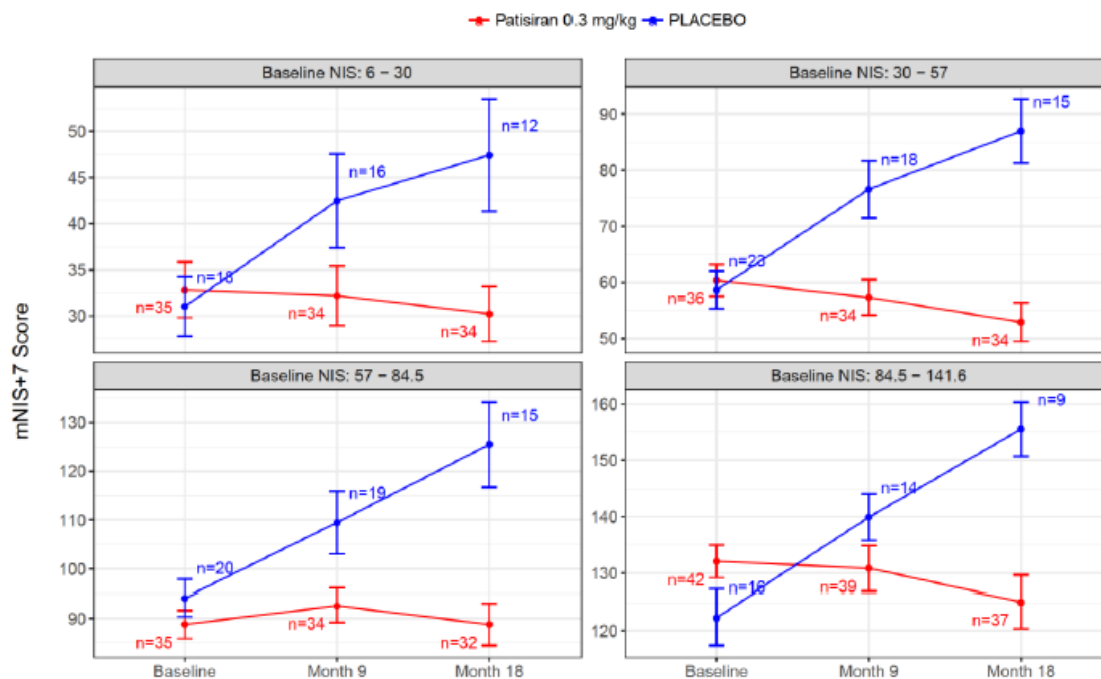 Patisiran 0.3 mg/kg PLACEBO
Baseline NIS: 6 − 30
Baseline NIS: 30 − 57
mNIS+7 Score
50
45
40
35
30
n=18
n=16
n=12
n=35
n=34
n=34
90
80
70
60
50
n=23
n=18
n=15
n=36
n=34
n=34
Baseline NIS: 57 − 84.5
Baseline NIS: 84.5 − 141.6
130
120
110
100
90
n=20
n=19
n=15
n=35
n=34
n=32
160
150
140
130
120
n=16
n=14
n=9
n=42
n=39
n=37
Baseline Month 9 Month 18
Baseline Month 9 Month 18